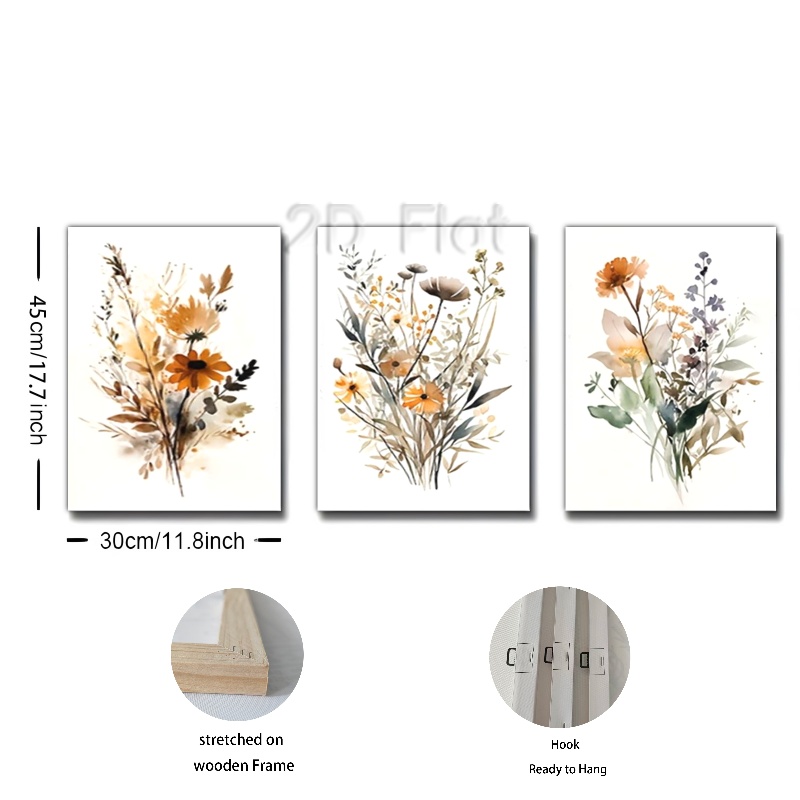 2D Flat
45cm/17.7inch
30cm/11.8inch
stretched on
wooden Frame
Hook
Ready to Hang